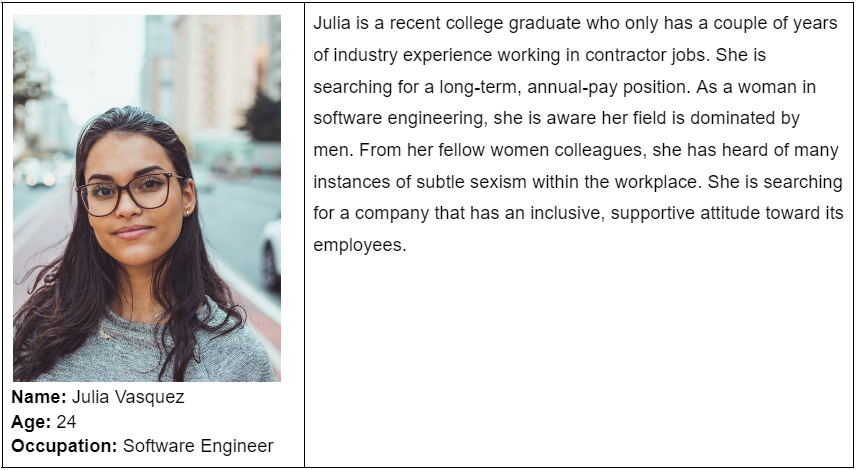 Julia is a recent college graduate who only has a couple of years
of industry experience working in contractor jobs. She is
searching for a long-term, annual-pay position. As a woman in
software engineering, she is aware her field is dominated by
men. From her fellow women colleagues, she has heard of many
instances of subtle sexism within the workplace. She is searching
for a company that has an inclusive, supportive attitude toward its
employees.
Name: Julia Vasquez
Age: 24
Occupation: Software Engineer